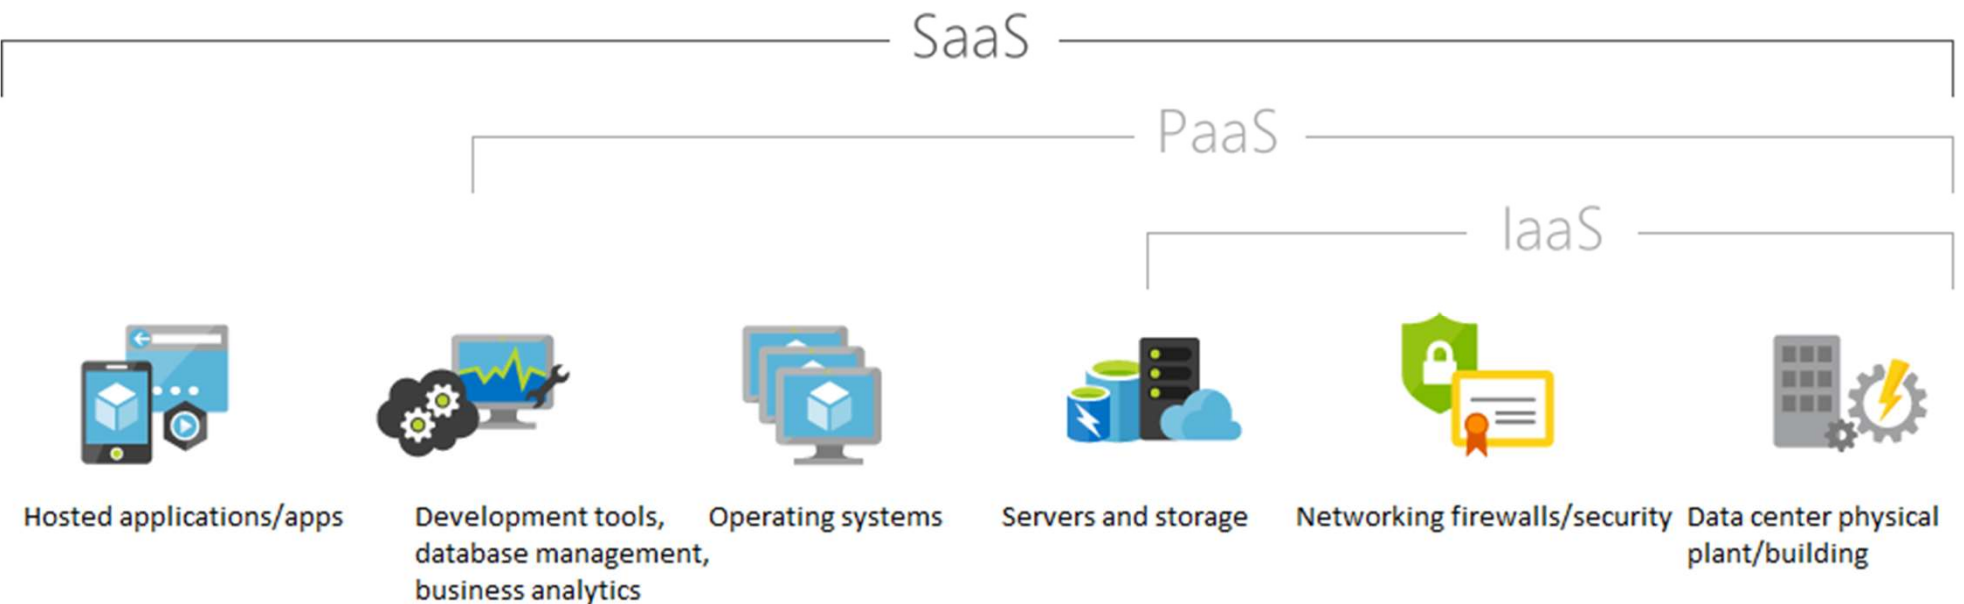 SaaS
PaaS
IaaS
Hosted applications/apps
Development tools,
database management,
business analytics
Operating systems
Servers and storage
Networking firewalls/security
Data center physical
plant/building